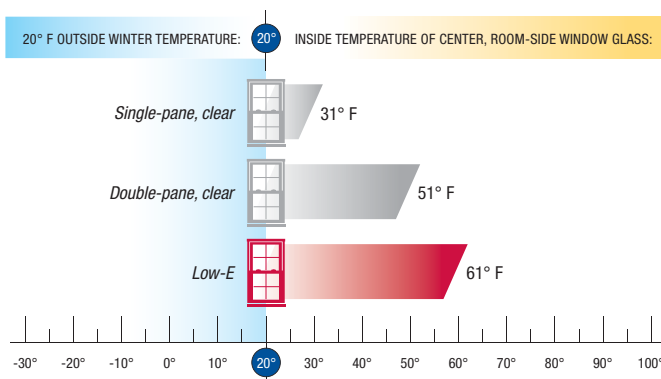 20° F OUTSIDE WINTER TEMPERATURE: 20° INSIDE TEMPERATURE OF CENTER, ROOM-SIDE WINDOW GLASS:
Single-pane, clear 31° F
Double-pane, clear 51° F
Low-E 61° F
-30° -20° -10° 0° 10° 20° 30° 40° 50° 60° 70° 80° 90° 100°